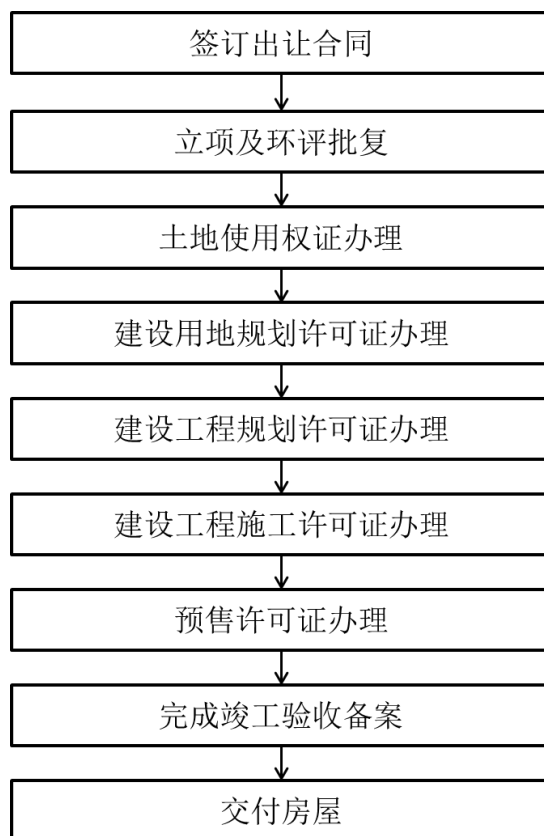 签订出让合同
立项及环评批复
土地使用权证办理
建设用地规划许可证办理
建设工程规划许可证办理
建设工程施工许可证办理
预售许可证办理
完成竣工验收备案
交付房屋